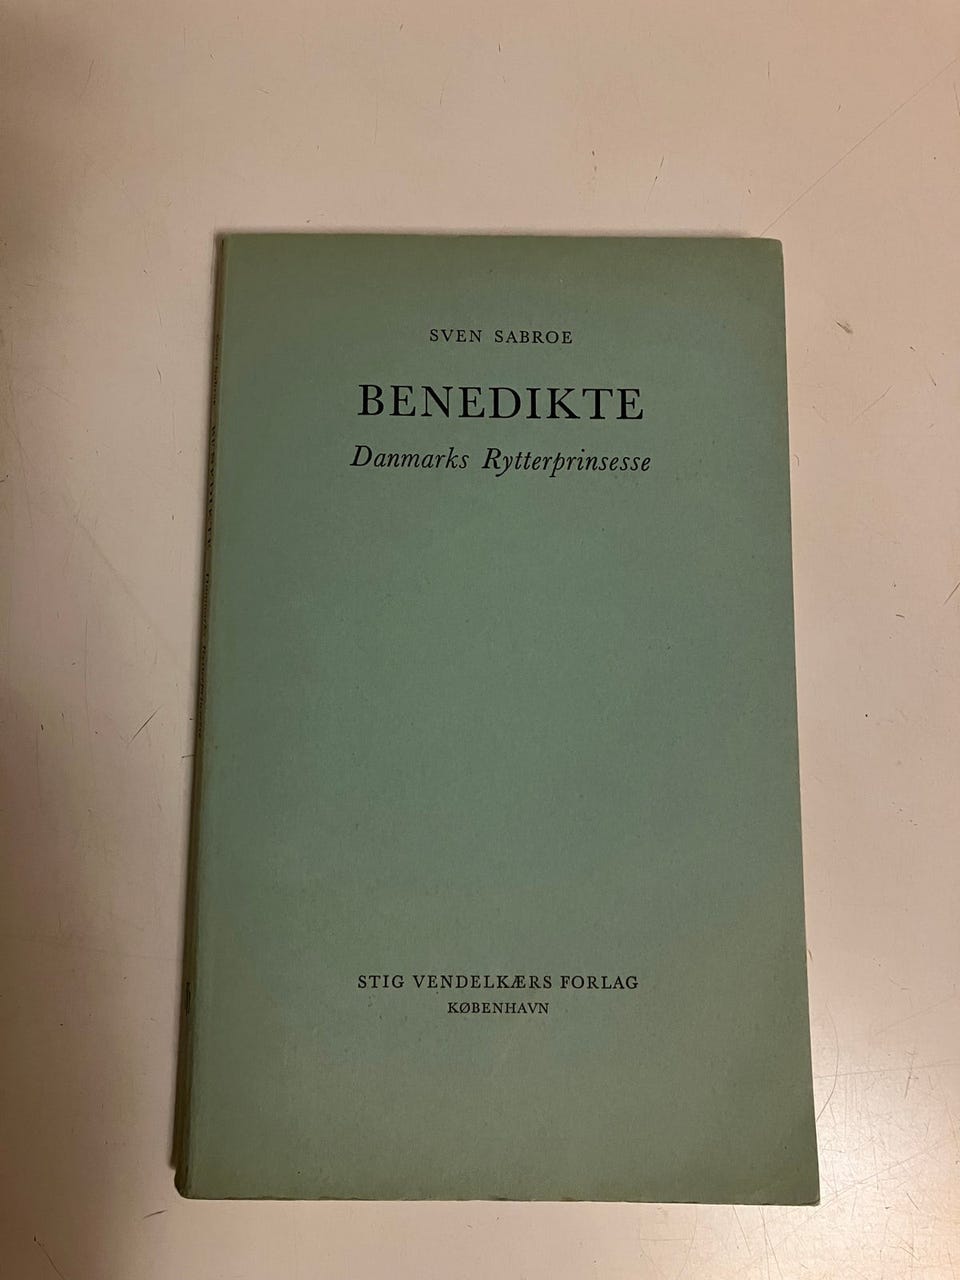 SVEN SABROE
BENEDIKTE
Danmarks Rytterprinsesse
STIG VENDELKÆRS FORLAG
KØBENHAVN